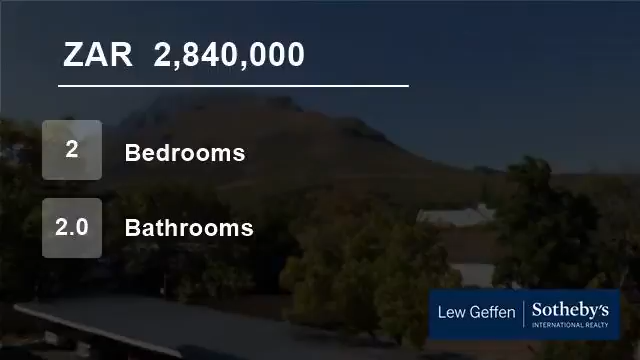 ZAR 2,840,000
2 Bedrooms
2.0 Bathrooms
Lew Geffen | Sotheby's
INTERNATIONAL REALTY